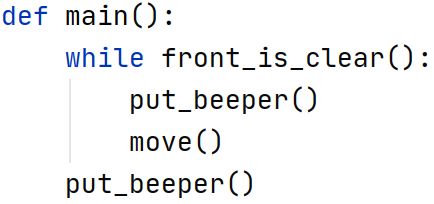 def main():
    while front_is_clear():
        put_beeper()
        move()
    put_beeper()